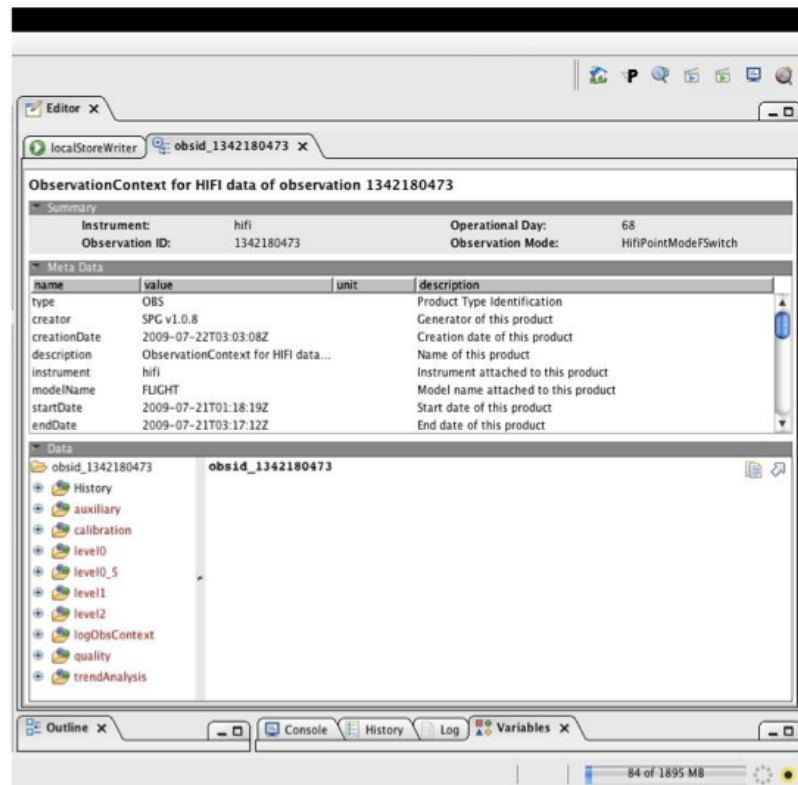 P
Editor
localStoreWriter obsid_1342180473
ObservationContext for HIFI data of observation 1342180473
Summary
Instrument: hifi Operational Day: 68
Observation ID: 1342180473 Observation Mode: HifiPointModeFSwitch
Meta Data
name value unit description
type OBS Product Type Identification
creator SPG v1.0.8 Generator of this product
creationDate 2009-07-22T03:03:08Z Creation date of this product
description ObservationContext for HIFI data... Name of this product
instrument hifi Instrument attached to this product
modelName FLIGHT Model name attached to this product
startDate 2009-07-21T01:18:19Z Start date of this product
endDate 2009-07-21T03:17:12Z End date of this product
Data
obsid_1342180473 obsid_1342180473
History
auxiliary
calibration
level0
level0_5
level1
level2
logObsContext
quality
trendAnalysis
Outline Console History Log Variables
84 of 1895 MB